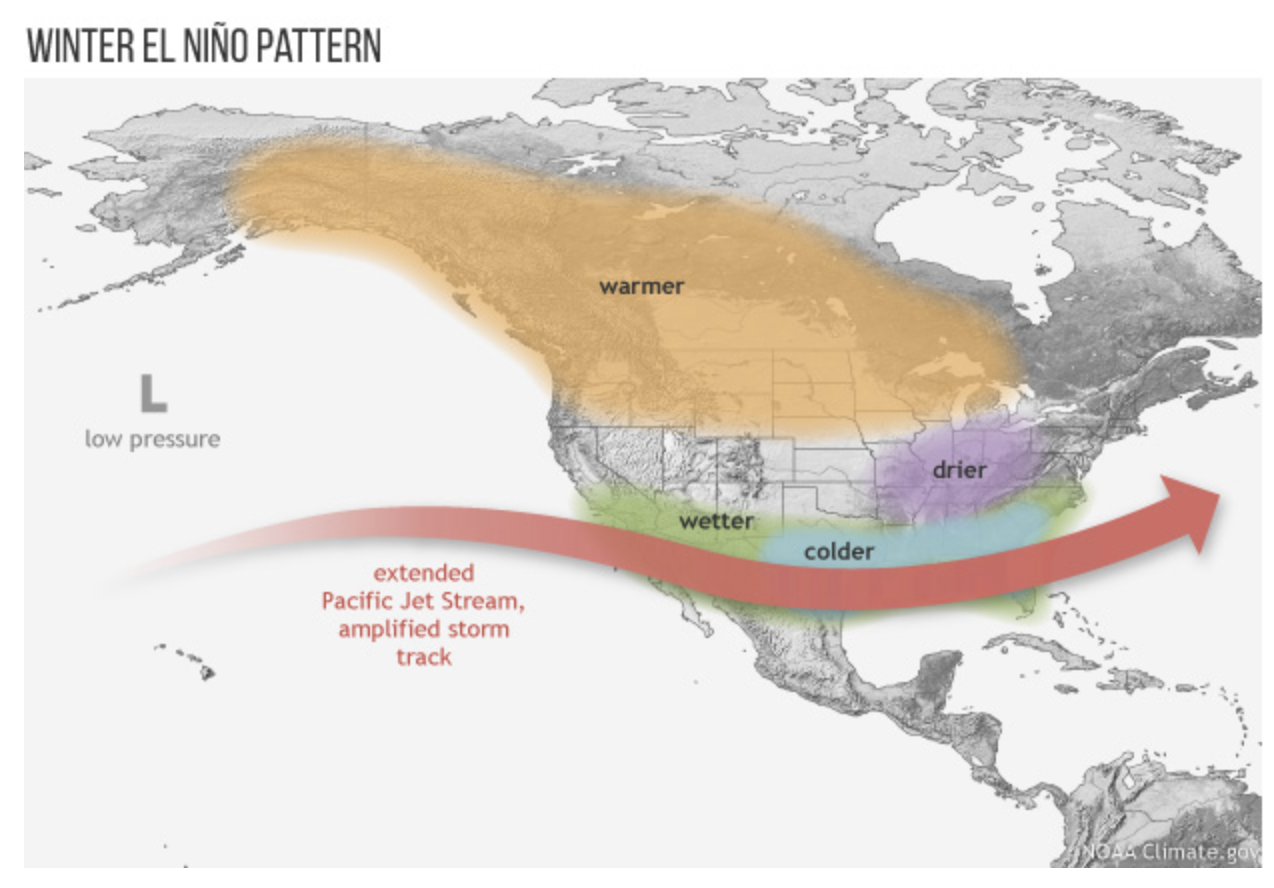 WINTER EL NIÑO PATTERN
warmer
L
low pressure
drier
wetter
colder
extended
Pacific Jet Stream,
amplified storm
track
NOAA Climate.gov